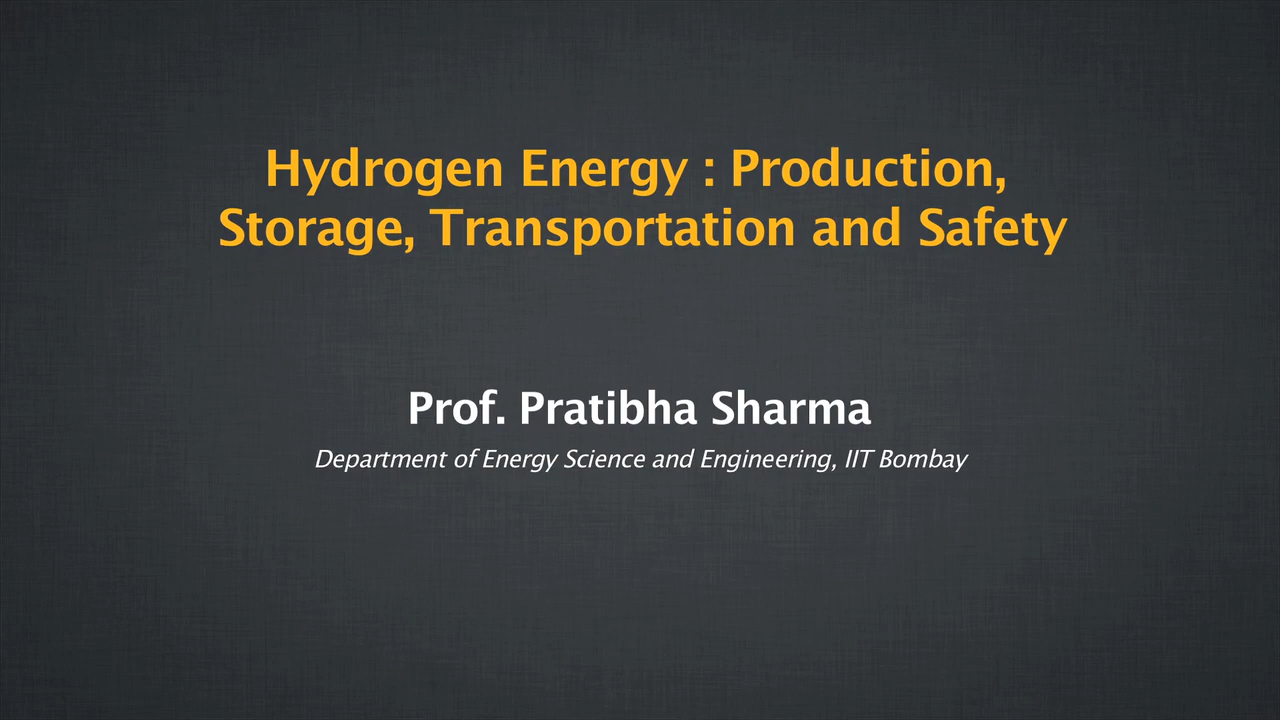 Hydrogen Energy : Production,
Storage, Transportation and Safety
Prof. Pratibha Sharma
Department of Energy Science and Engineering, IIT Bombay